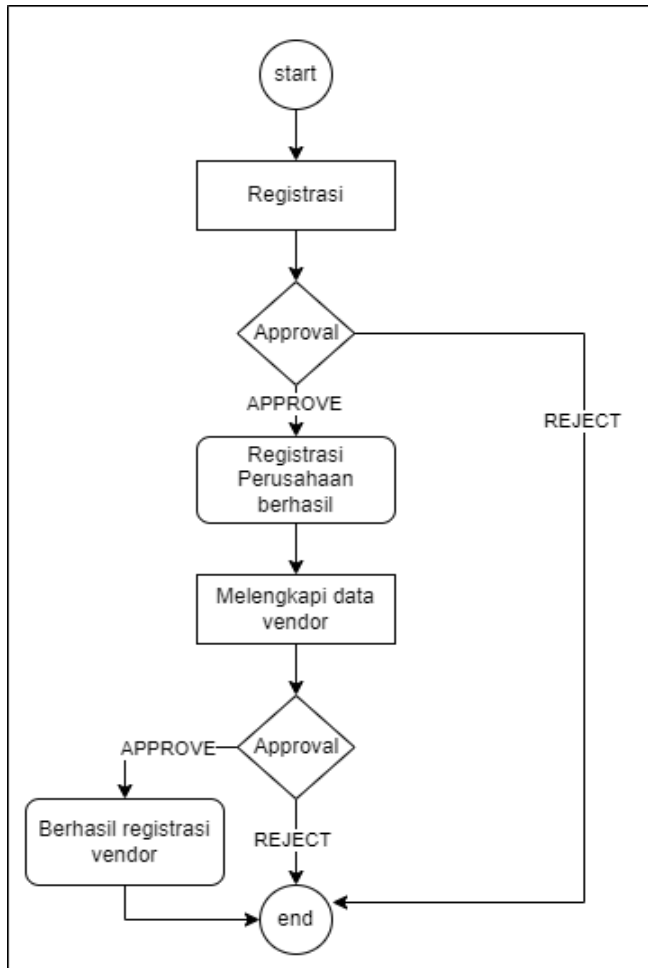 start
Registrasi
Approval
APPROVE
REJECT
Registrasi
Perusahaan
berhasil
Melengkapi data
vendor
Approval
APPROVE
Berhasil registrasi
vendor
REJECT
end